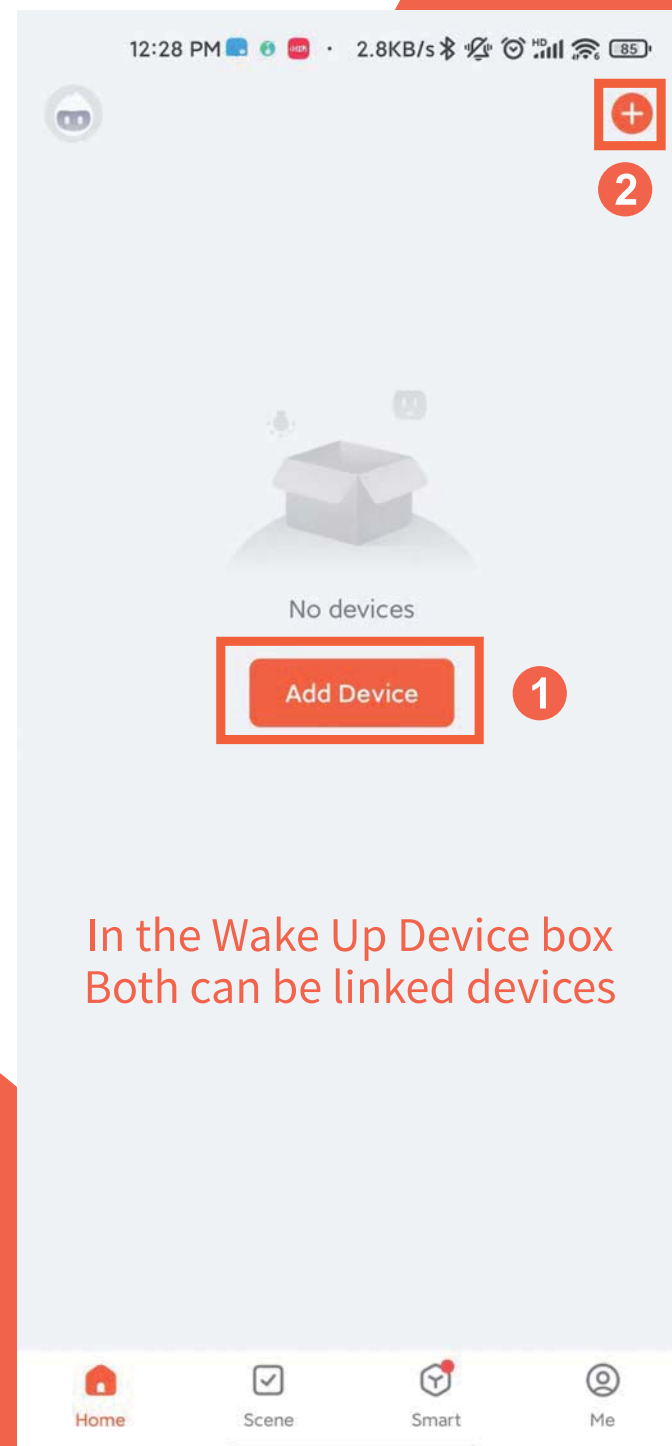 12:28 PM · 2.8KB/s HD 85
2
No devices
Add Device 1
In the Wake Up Device box
Both can be linked devices
Home Scene Smart Me